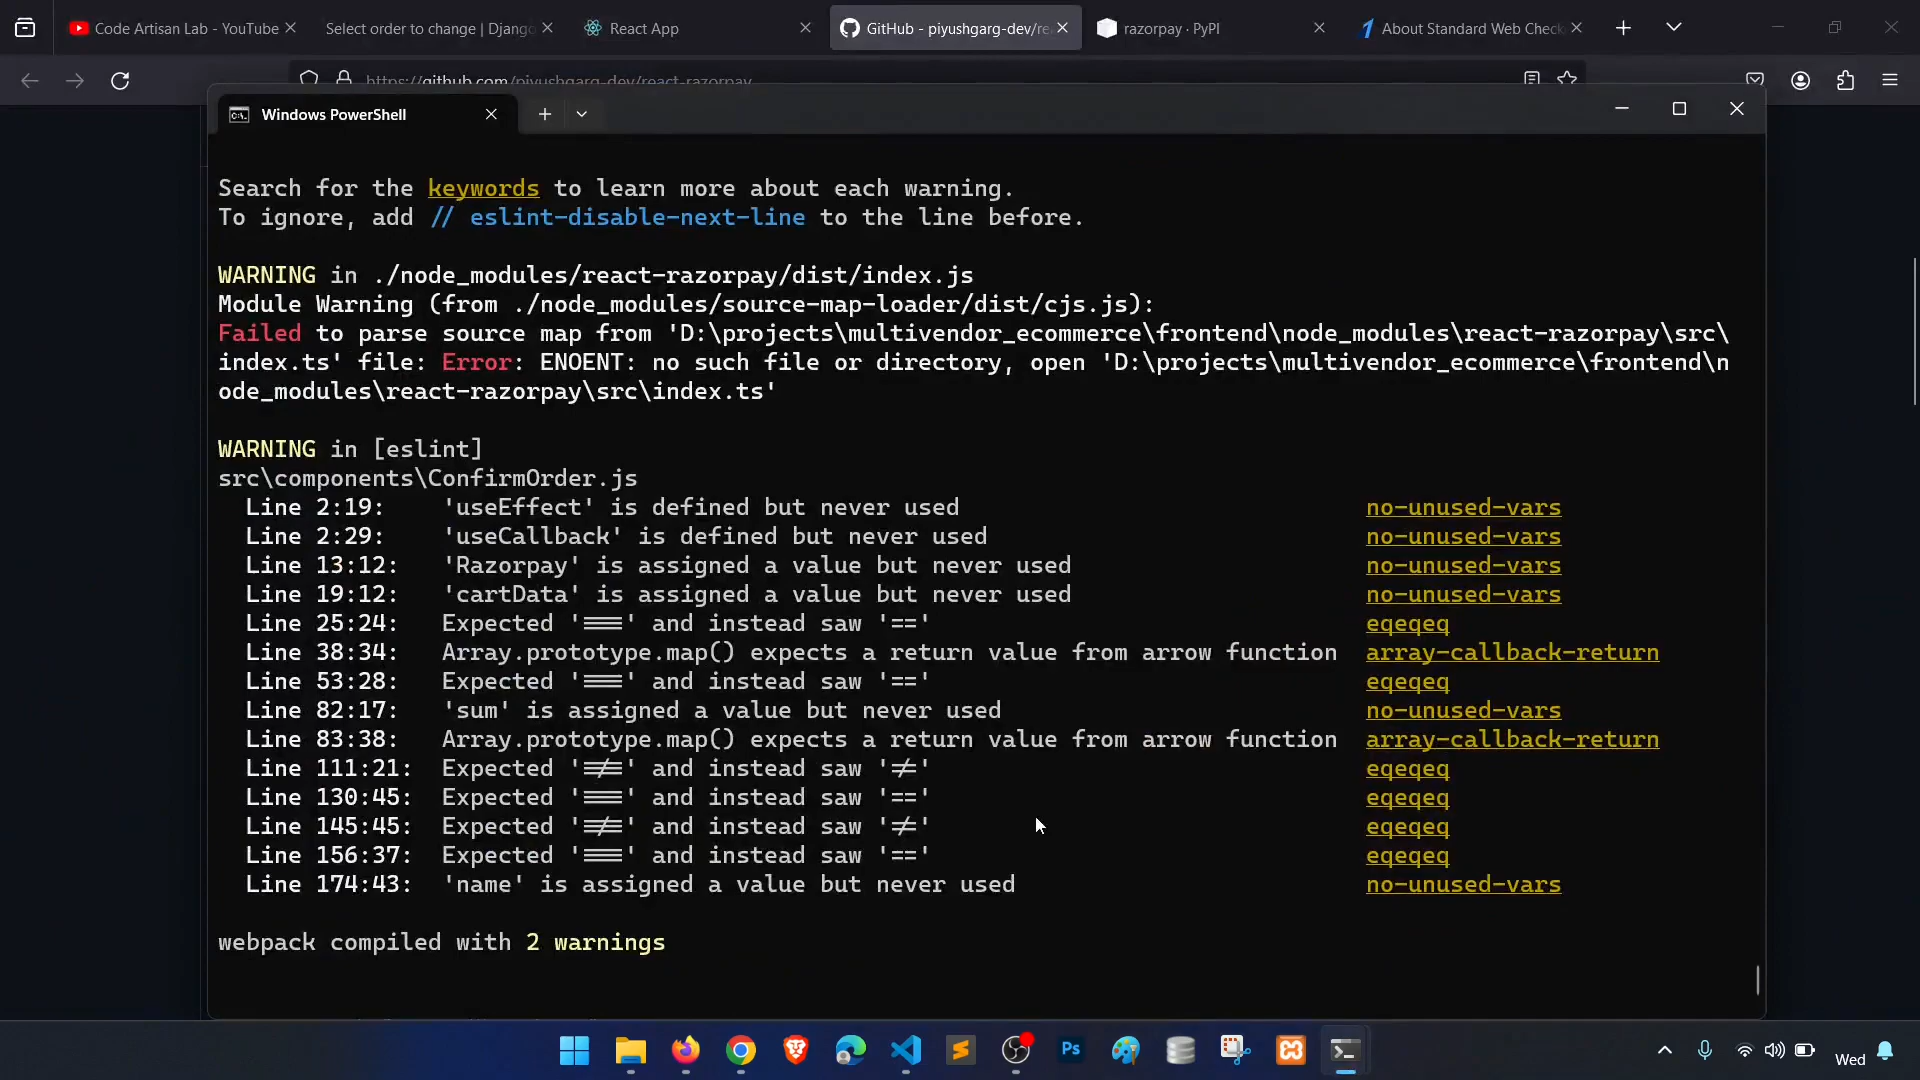 Code Artisan Lab - YouTube
Select order to change | Django
React App
GitHub - piyushgarg-dev/re
razorpay · PyPI
About Standard Web Check
https://github.com/piyushgarg-dev/react-razorpay
Windows PowerShell
Search for the keywords to learn more about each warning.
To ignore, add // eslint-disable-next-line to the line before.
WARNING in ./node_modules/react-razorpay/dist/index.js
Module Warning (from ./node_modules/source-map-loader/dist/cjs.js):
Failed to parse source map from 'D:\projects\multivendor_ecommerce\frontend\node_modules\react-razorpay\src\
index.ts' file: Error: ENOENT: no such file or directory, open 'D:\projects\multivendor_ecommerce\frontend\n
ode_modules\react-razorpay\src\index.ts'
WARNING in [eslint]
src\components\ConfirmOrder.js
Line 2:19: 'useEffect' is defined but never used no-unused-vars
Line 2:29: 'useCallback' is defined but never used no-unused-vars
Line 13:12: 'Razorpay' is assigned a value but never used no-unused-vars
Line 19:12: 'cartData' is assigned a value but never used no-unused-vars
Line 25:24: Expected '===' and instead saw '==' eqeqeq
Line 38:34: Array.prototype.map() expects a return value from arrow function array-callback-return
Line 53:28: Expected '===' and instead saw '==' eqeqeq
Line 82:17: 'sum' is assigned a value but never used no-unused-vars
Line 83:38: Array.prototype.map() expects a return value from arrow function array-callback-return
Line 111:21: Expected '!==' and instead saw '!=' eqeqeq
Line 130:45: Expected '===' and instead saw '==' eqeqeq
Line 145:45: Expected '!==' and instead saw '!=' eqeqeq
Line 156:37: Expected '===' and instead saw '==' eqeqeq
Line 174:43: 'name' is assigned a value but never used no-unused-vars
webpack compiled with 2 warnings
Ps
Wed